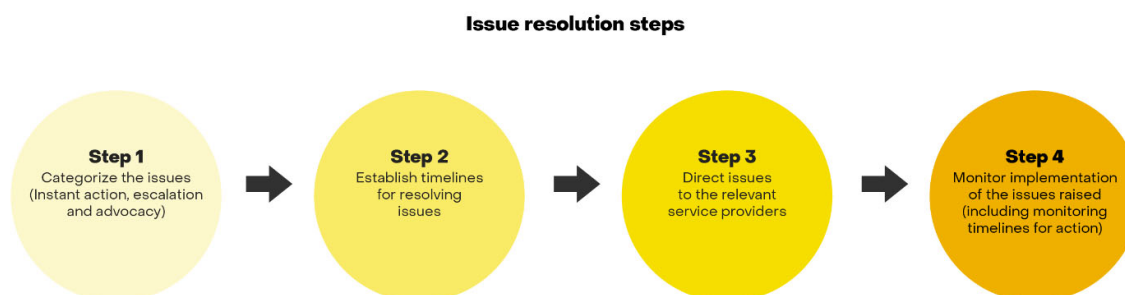 Issue resolution steps
Step 1
Categorize the issues
(Instant action, escalation
and advocacy)
Step 2
Establish timelines
for resolving
issues
Step 3
Direct issues
to the relevant
service providers
Step 4
Monitor implementation
of the issues raised
(including monitoring
timelines for action)